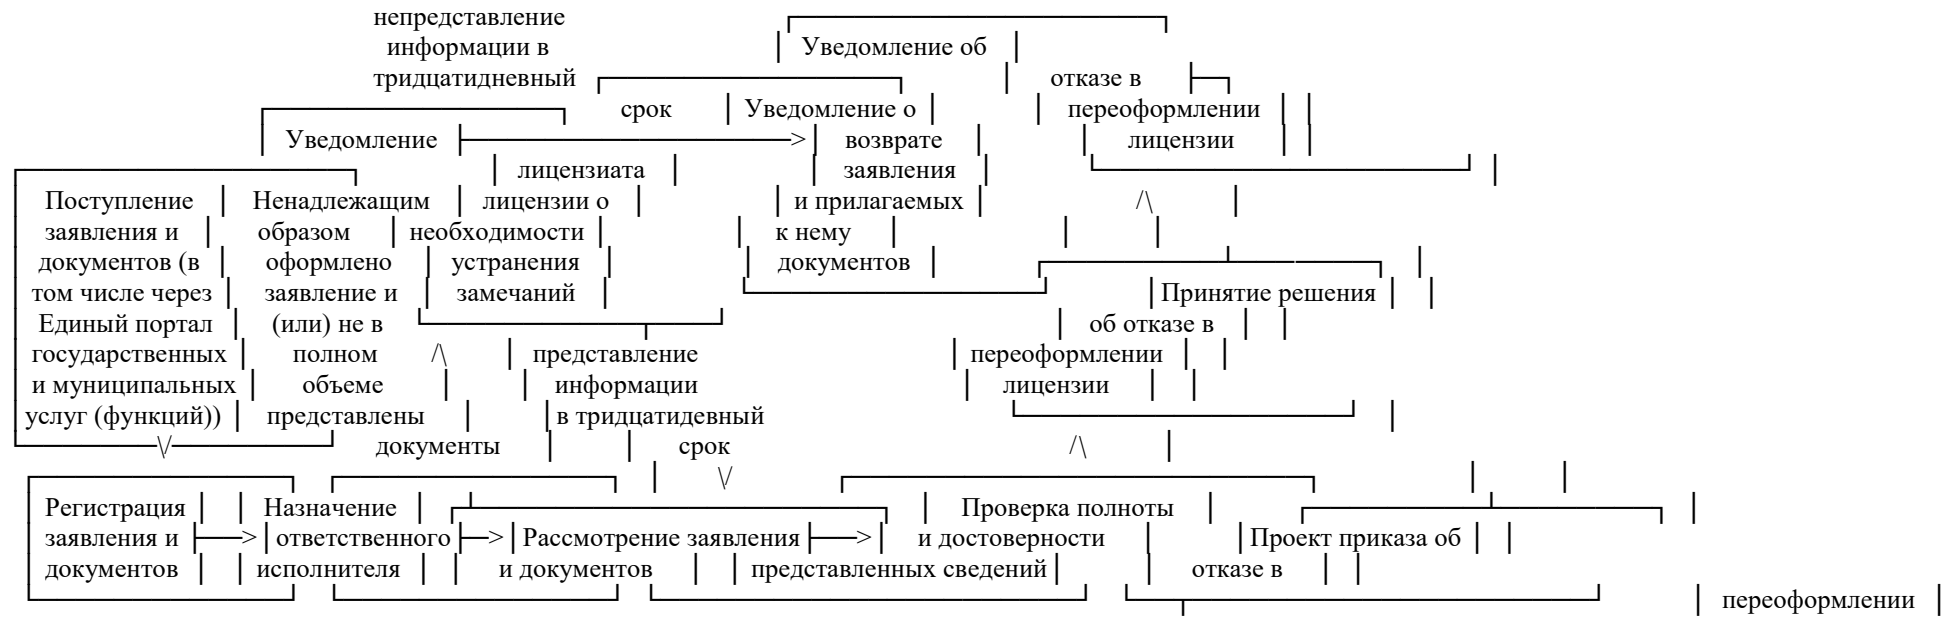 непредставление
информации в Уведомление об
тридцатидневный отказе в
срок Уведомление о переоформлении
Уведомление > возврате лицензии
лицензиата заявления
Поступление Ненадлежащим лицензии о и прилагаемых /\
заявления и образом необходимости к нему
документов (в оформлено устранения документов
том числе через заявление и замечаний Принятие решения
Единый портал (или) не в об отказе в
государственных полном /\ представление переоформлении
и муниципальных объеме информации лицензии
услуг (функций)) представлены в тридцатидевный
\/ документы срок /\
\/
Регистрация Назначение Проверка полноты
заявления и > ответственного > Рассмотрение заявления > и достоверности Проект приказа об
документов исполнителя и документов представленных сведений отказе в
переоформлении